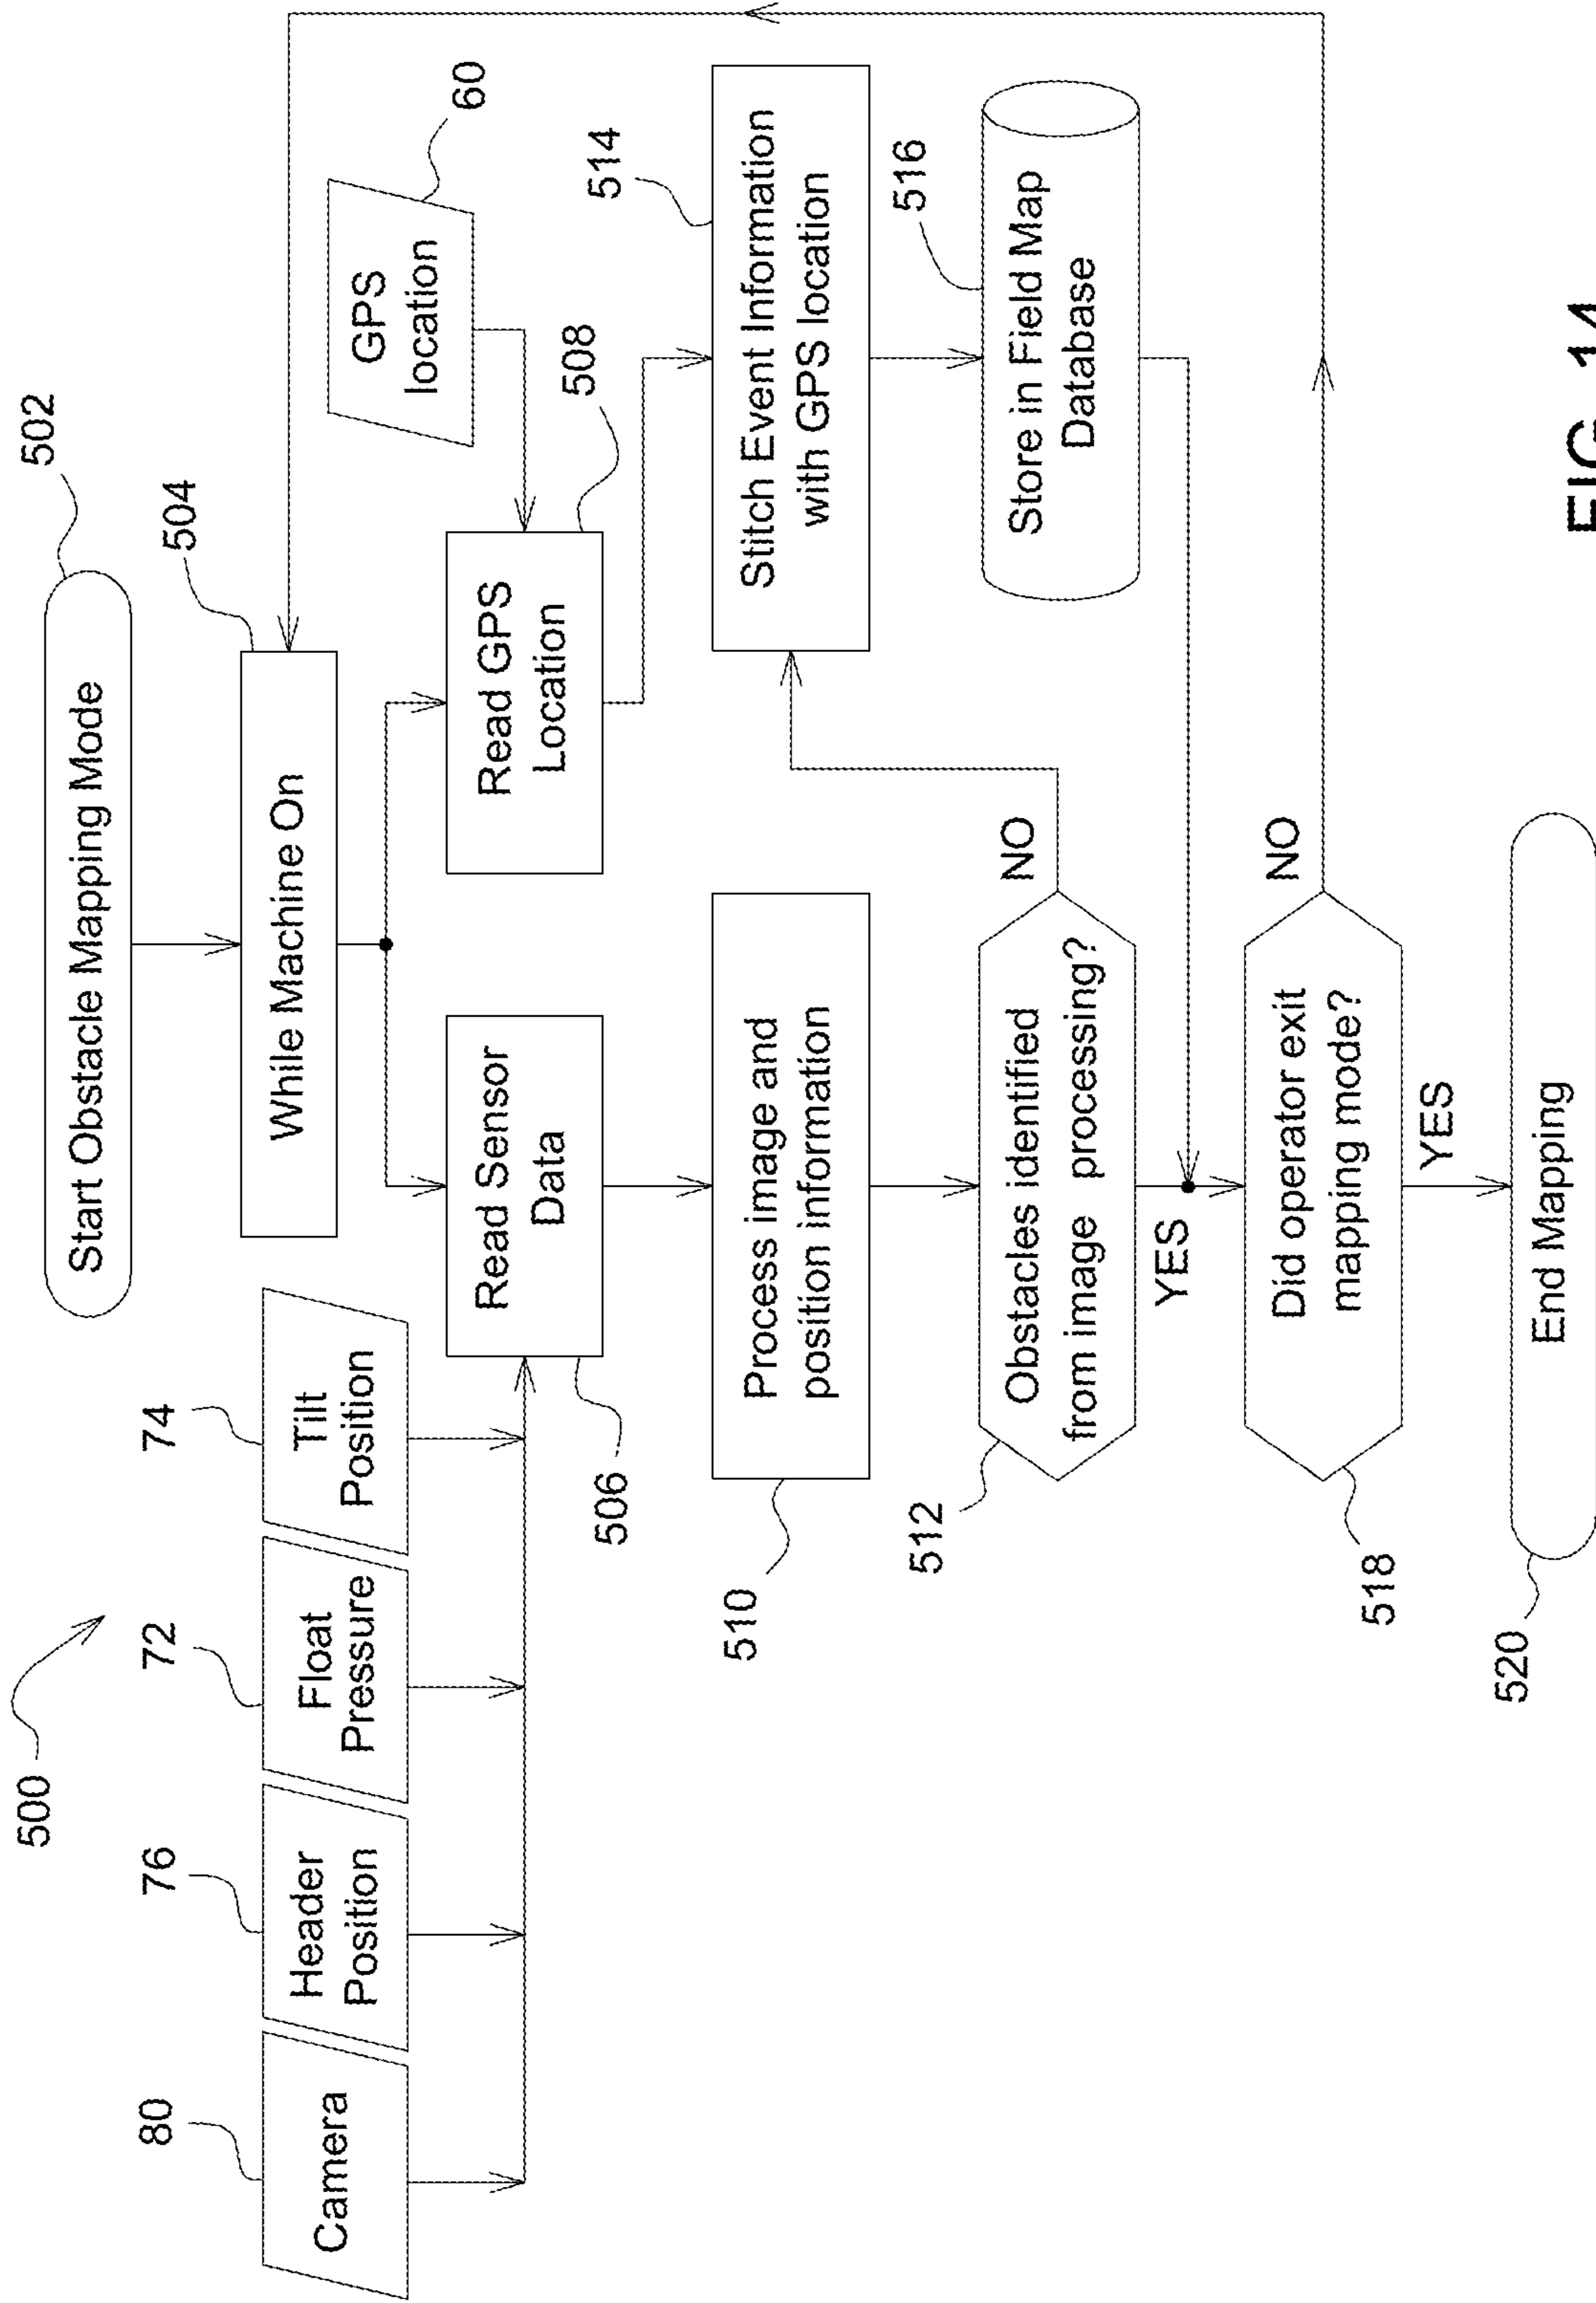 500
502
Start Obstacle Mapping Mode
504
While Machine On
80
76
72
74
Camera
Header
Position
Float
Pressure
Tilt
Position
GPS
location
60
506
Read Sensor
Data
Read GPS
Location
508
510
Process image and
position information
514
Stitch Event Information
with GPS location
512
Obstacles identified
from image processing?
NO
YES
516
Store in Field Map
Database
518
Did operator exit
mapping mode?
NO
YES
520
End Mapping
FIG. 14